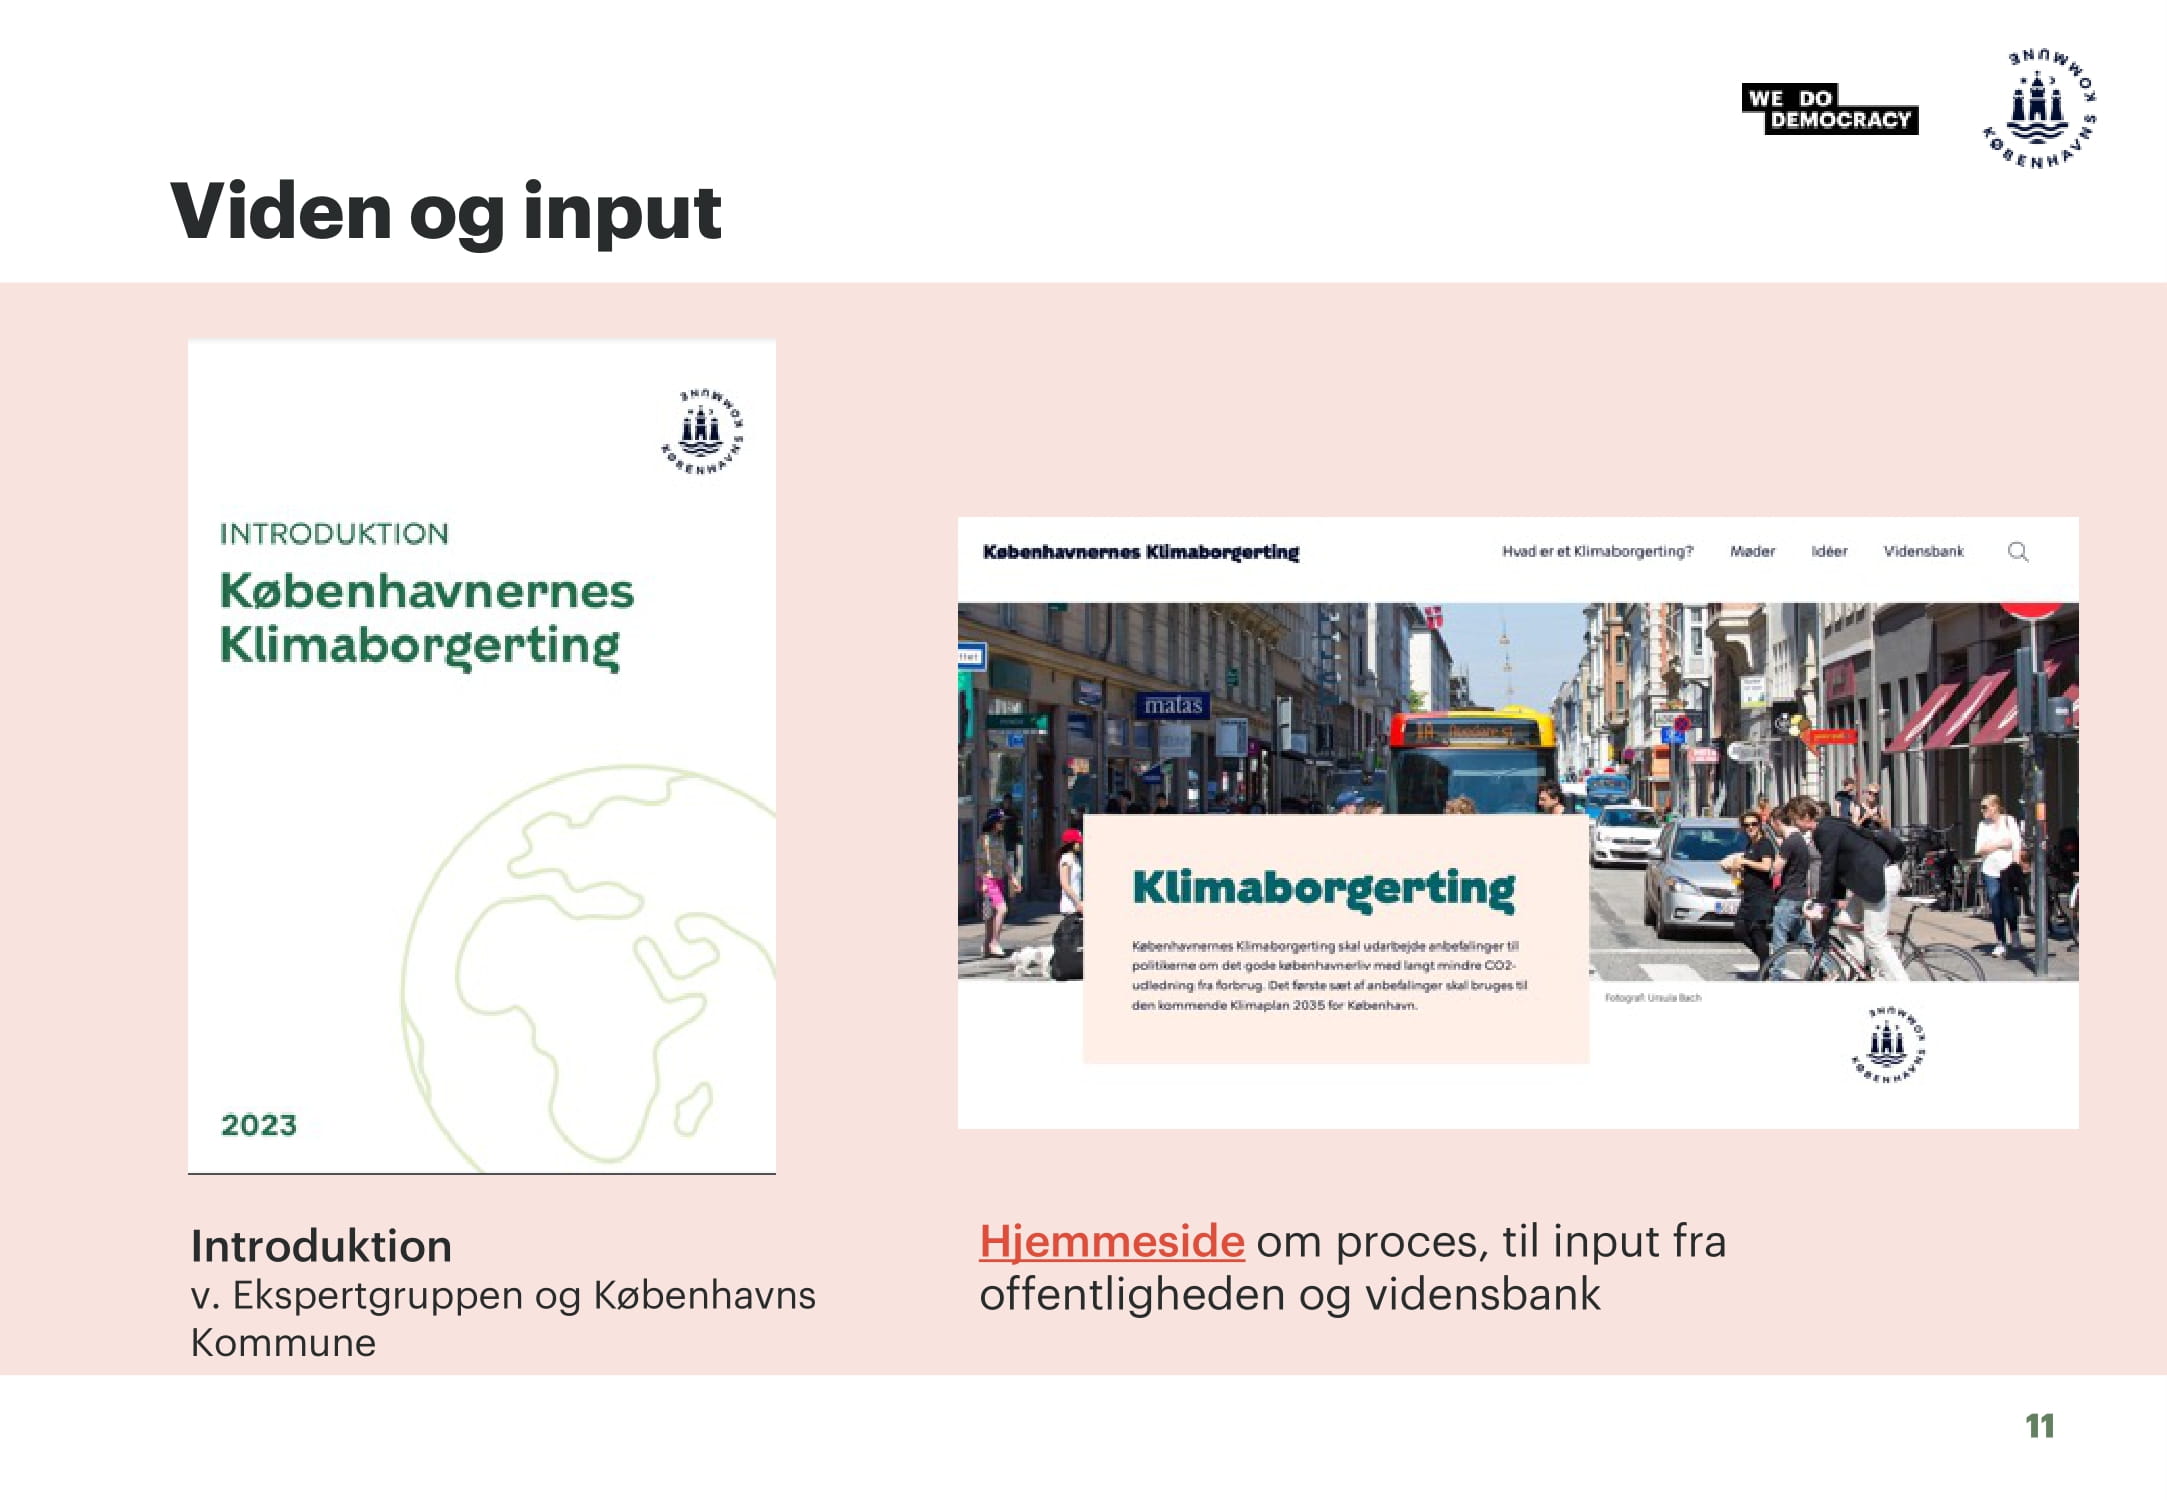 WE DO
DEMOCRACY
KØBENHAVNS KOMMUNE
Viden og input
KØBENHAVNS KOMMUNE
INTRODUKTION
Københavnernes
Klimaborgerting
2023
Københavnernes Klimaborgerting
Hvad er et Klimaborgerting?
Møder
Idéer
Vidensbank
matas
Klimaborgerting
Københavnernes Klimaborgerting skal udarbejde anbefalinger til
politikerne om det gode københavnerliv med langt mindre CO2-
udledning fra forbrug. Det første sæt af anbefalinger skal bruges til
den kommende Klimaplan 2035 for København.
Fotograf: Ursula Bach
KØBENHAVNS KOMMUNE
Introduktion
v. Ekspertgruppen og Københavns
Kommune
Hjemmeside om proces, til input fra
offentligheden og vidensbank
11